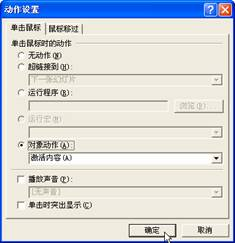 动作设置
单击鼠标 鼠标移过
单击鼠标时的动作
无动作(N)
超链接到(H):
下一张幻灯片
运行程序(R):
浏览(B)...
运行宏(M):
对象动作(A):
激活内容(A)
播放声音(P):
[无声音]
单击时突出显示(C)
确定 取消